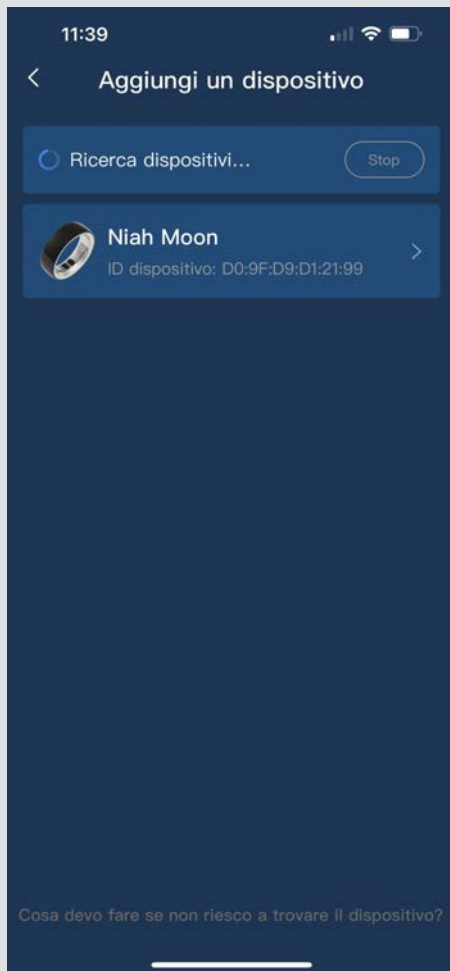 11:39
Aggiungi un dispositivo
Ricerca dispositivi...
Stop
Niah Moon
ID dispositivo: D0:9F:D9:D1:21:99
Cosa devo fare se non riesco a trovare il dispositivo?